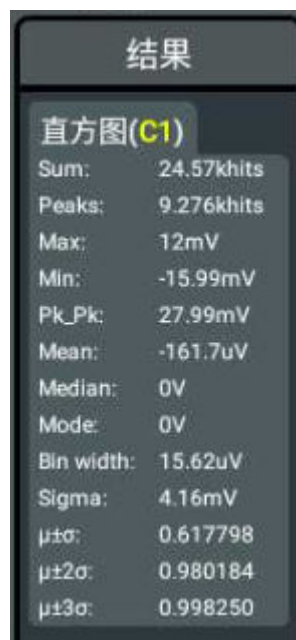 结果
直方图(C1)
Sum: 24.57khits
Peaks: 9.276khits
Max: 12mV
Min: -15.99mV
Pk_Pk: 27.99mV
Mean: -161.7uV
Median: 0V
Mode: 0V
Bin width: 15.62uV
Sigma: 4.16mV
μ±σ: 0.617798
μ±2σ: 0.980184
μ±3σ: 0.998250